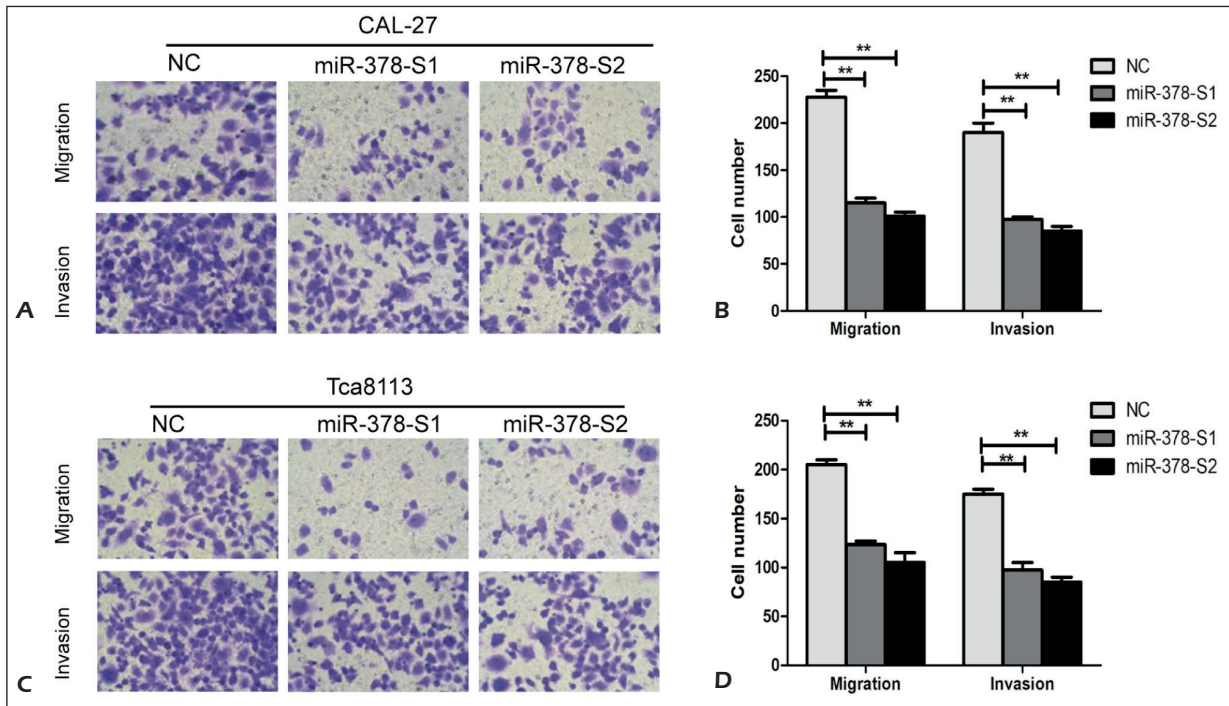 CAL-27
NC miR-378-S1 miR-378-S2
Migration
Invasion
A
250
200
150
100
50
0
Cell number
** ** ** **
Migration Invasion
NC
miR-378-S1
miR-378-S2
B
Tca8113
NC miR-378-S1 miR-378-S2
Migration
Invasion
C
250
200
150
100
50
0
Cell number
** ** ** **
Migration Invasion
NC
miR-378-S1
miR-378-S2
D